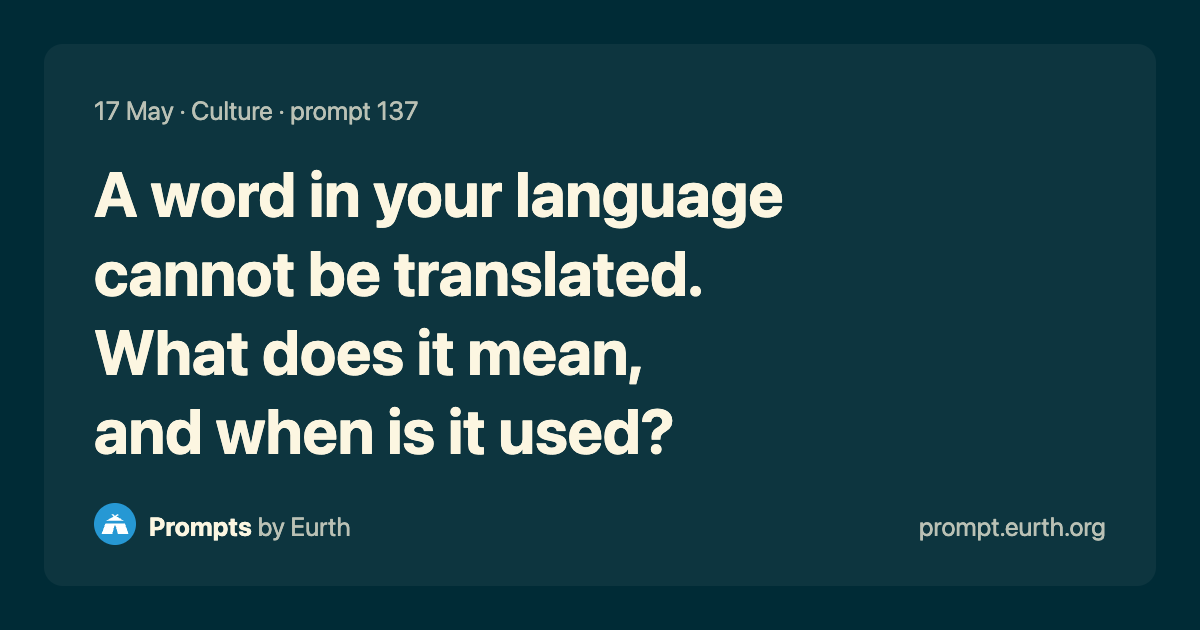 17 May · Culture · prompt 137
A word in your language
cannot be translated.
What does it mean,
and when is it used?
Prompts by Eurth
prompt.eurth.org